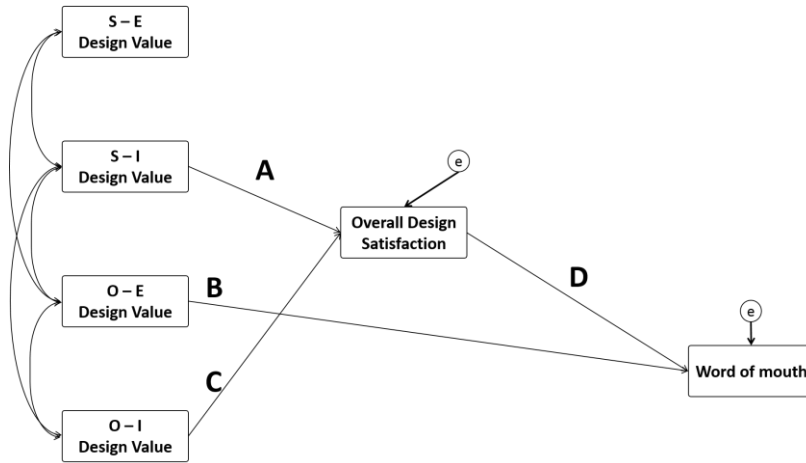 S – E
Design Value
S – I
Design Value
A
e
Overall Design
Satisfaction
D
O – E
Design Value
B
e
Word of mouth
C
O – I
Design Value